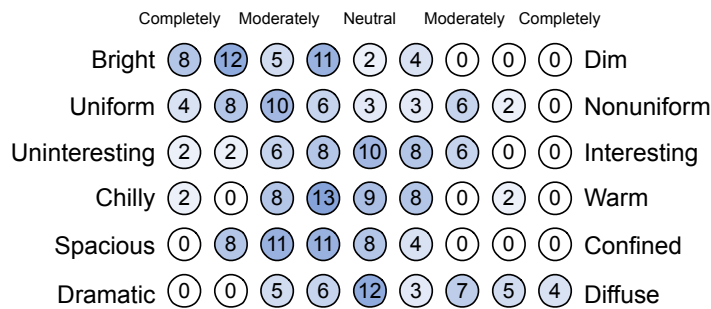 Completely Moderately Neutral Moderately Completely
Bright 8 12 5 11 2 4 0 0 0 Dim
Uniform 4 8 10 6 3 3 6 2 0 Nonuniform
Uninteresting 2 2 6 8 10 8 6 0 0 Interesting
Chilly 2 0 8 13 9 8 0 2 0 Warm
Spacious 0 8 11 11 8 4 0 0 0 Confined
Dramatic 0 0 5 6 12 3 7 5 4 Diffuse